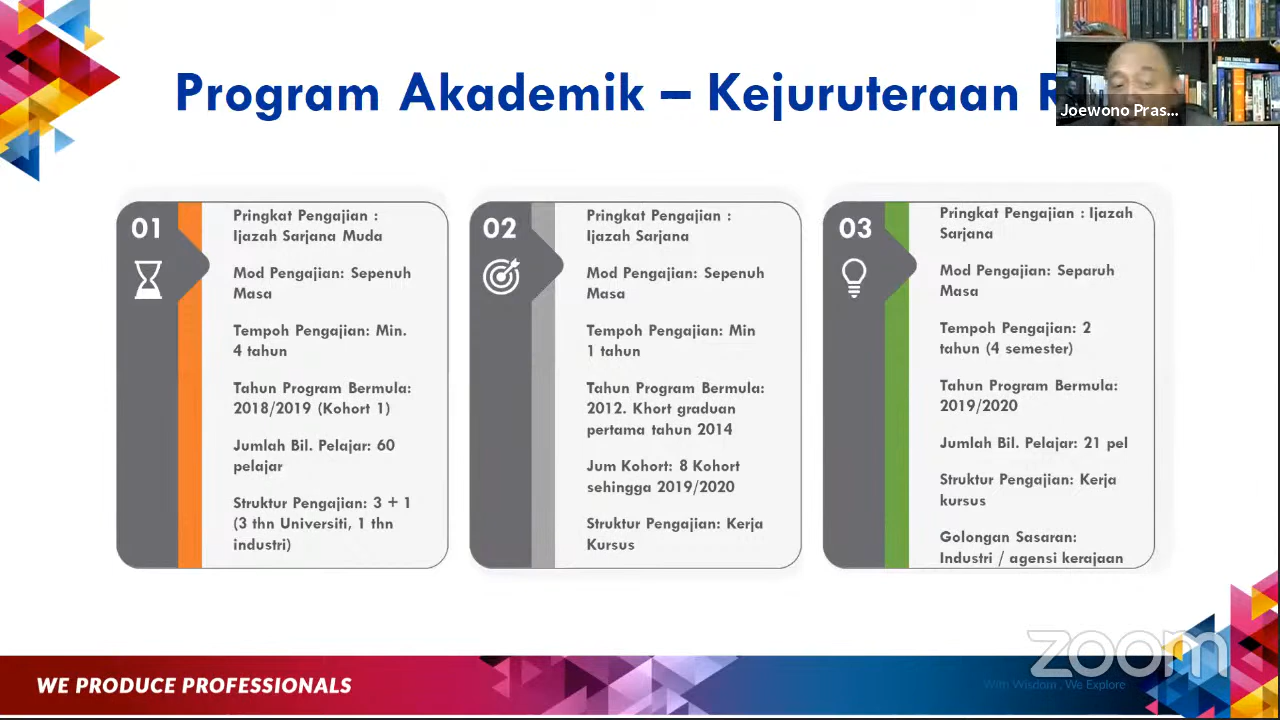 Program Akademik – Kejuruteraan
Joewono Pras...
01
Pringkat Pengajian :
Ijazah Sarjana Muda
Mod Pengajian: Sepenuh
Masa
Tempoh Pengajian: Min.
4 tahun
Tahun Program Bermula:
2018/2019 (Kohort 1)
Jumlah Bil. Pelajar: 60
pelajar
Struktur Pengajian: 3 + 1
(3 thn Universiti, 1 thn
industri)
02
Pringkat Pengajian :
Ijazah Sarjana
Mod Pengajian: Sepenuh
Masa
Tempoh Pengajian: Min
1 tahun
Tahun Program Bermula:
2012. Khort graduan
pertama tahun 2014
Jum Kohort: 8 Kohort
sehingga 2019/2020
Struktur Pengajian: Kerja
Kursus
03
Pringkat Pengajian : Ijazah
Sarjana
Mod Pengajian: Separuh
Masa
Tempoh Pengajian: 2
tahun (4 semester)
Tahun Program Bermula:
2019/2020
Jumlah Bil. Pelajar: 21 pel
Struktur Pengajian: Kerja
kursus
Golongan Sasaran:
Industri / agensi kerajaan
zoom
WE PRODUCE PROFESSIONALS
With Wisdom, We Explore